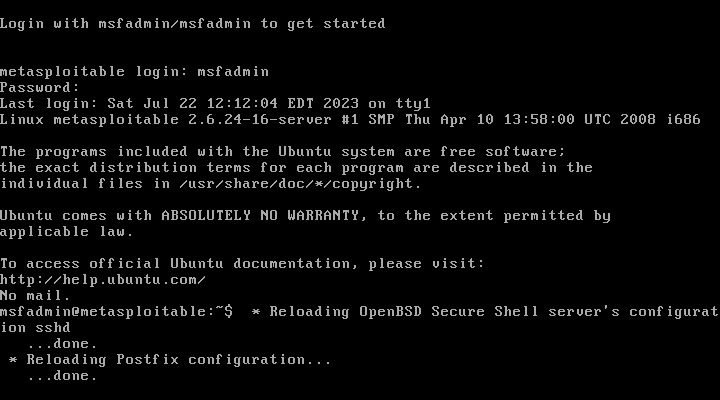 Login with msfadmin/msfadmin to get started
metasploitable login: msfadmin
Password:
Last login: Sat Jul 22 12:12:04 EDT 2023 on tty1
Linux metasploitable 2.6.24-16-server #1 SMP Thu Apr 10 13:58:00 UTC 2008 i686
The programs included with the Ubuntu system are free software;
the exact distribution terms for each program are described in the
individual files in /usr/share/doc/*/copyright.
Ubuntu comes with ABSOLUTELY NO WARRANTY, to the extent permitted by
applicable law.
To access official Ubuntu documentation, please visit:
http://help.ubuntu.com/
No mail.
msfadmin@metasploitable:~$  * Reloading OpenBSD Secure Shell server's configurat
ion sshd
   ...done.
 * Reloading Postfix configuration...
   ...done.